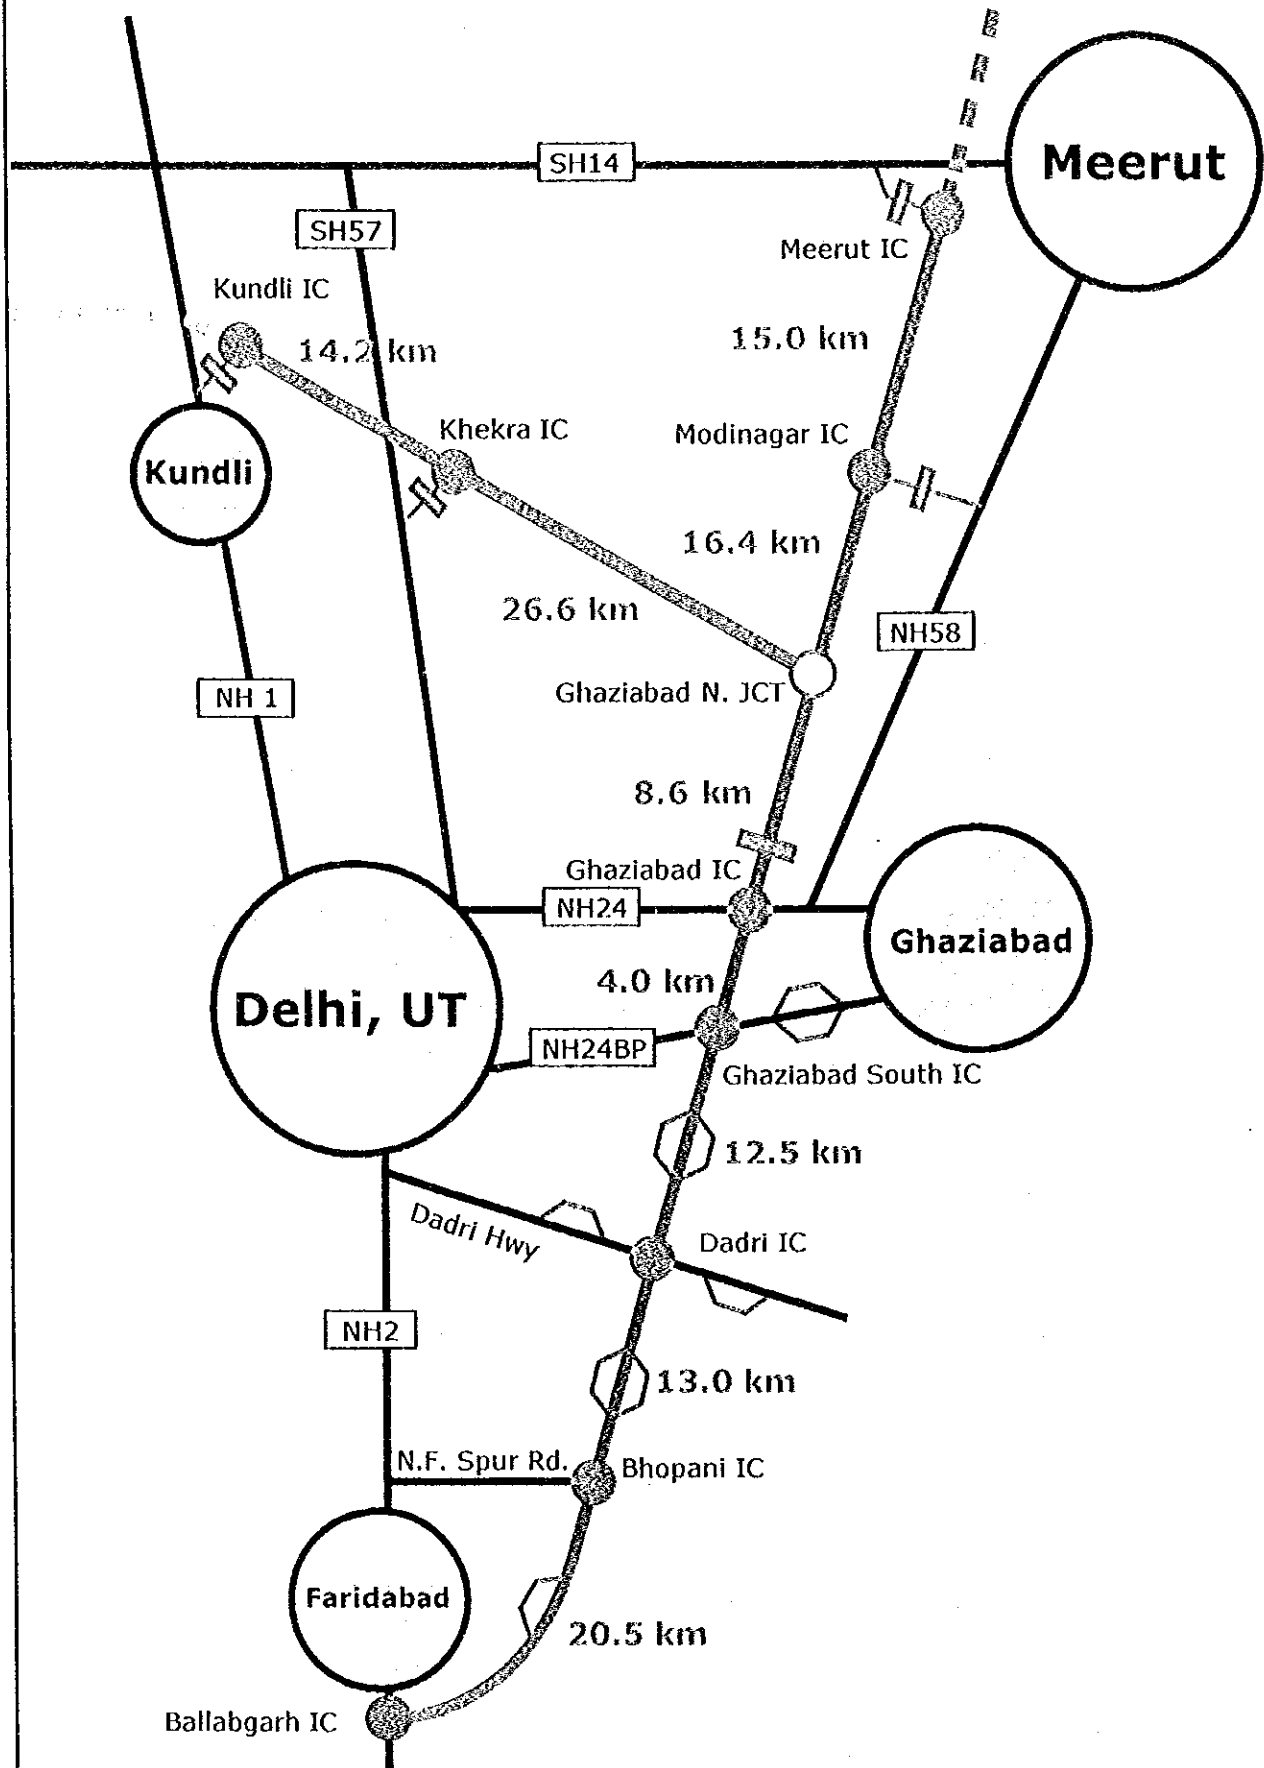 SH14
Meerut
SH57
Meerut IC
Kundli IC
15.0 km
14.2 km
Khekra IC
Modinagar IC
Kundli
16.4 km
26.6 km
NH58
Ghaziabad N. JCT
NH 1
8.6 km
Ghaziabad IC
NH24
Ghaziabad
4.0 km
Delhi, UT
NH24BP
Ghaziabad South IC
12.5 km
Dadri Hwy
Dadri IC
NH2
13.0 km
N.F. Spur Rd.
Bhopani IC
Faridabad
20.5 km
Ballabgarh IC